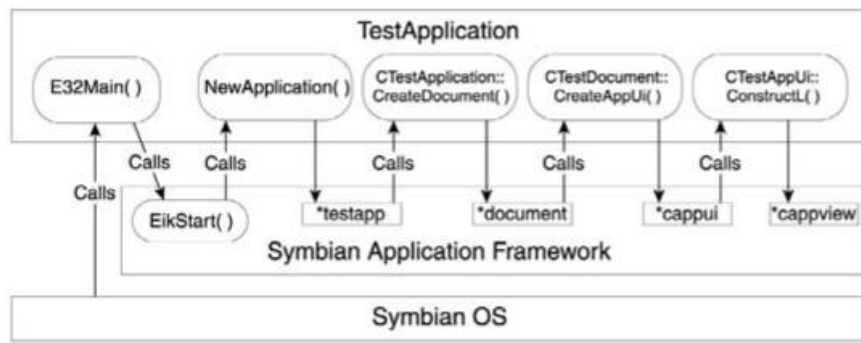 TestApplication
E32Main( )
NewApplication( )
CTestApplication::
CreateDocument( )
CTestDocument::
CreateAppUi( )
CTestAppUi::
ConstructL( )
Calls
Calls
Calls
Calls
Calls
Calls
EikStart( )
*testapp
*document
*cappui
*cappview
Symbian Application Framework
Symbian OS